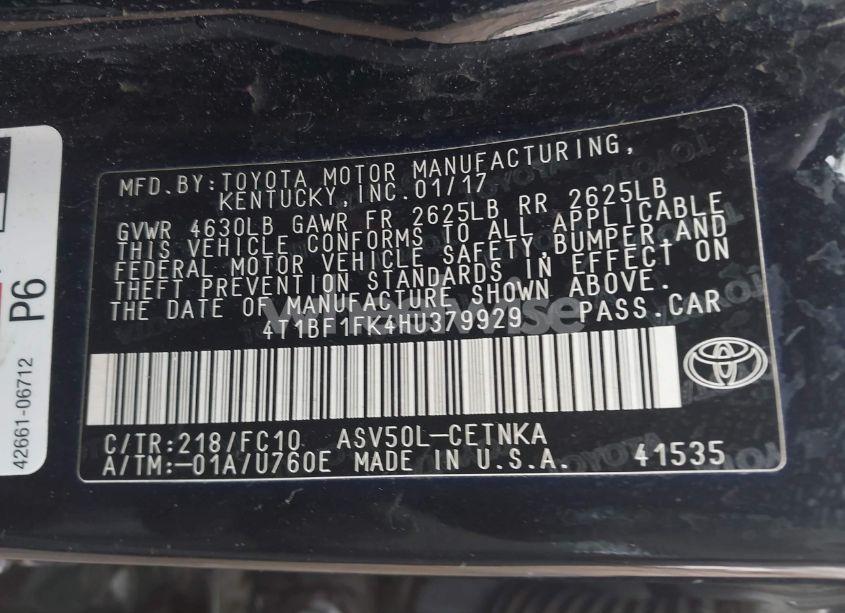 MFD.BY:TOYOTA MOTOR MANUFACTURING,
KENTUCKY,INC.01/17
GVWR 4630LB GAWR FR 2625LB RR 2625LB
THIS VEHICLE CONFORMS TO ALL APPLICABLE
FEDERAL MOTOR VEHICLE SAFETY,BUMPER,AND
THEFT PREVENTION STANDARDS IN EFFECT ON
THE DATE OF MANUFACTURE SHOWN ABOVE.
4T1BF1FK4HU379929 PASS.CAR
C/TR:218/FC10 ASV50L-CETNKA
A/TM:-01A/U760E MADE IN U.S.A. 41535
P6
42661-06712